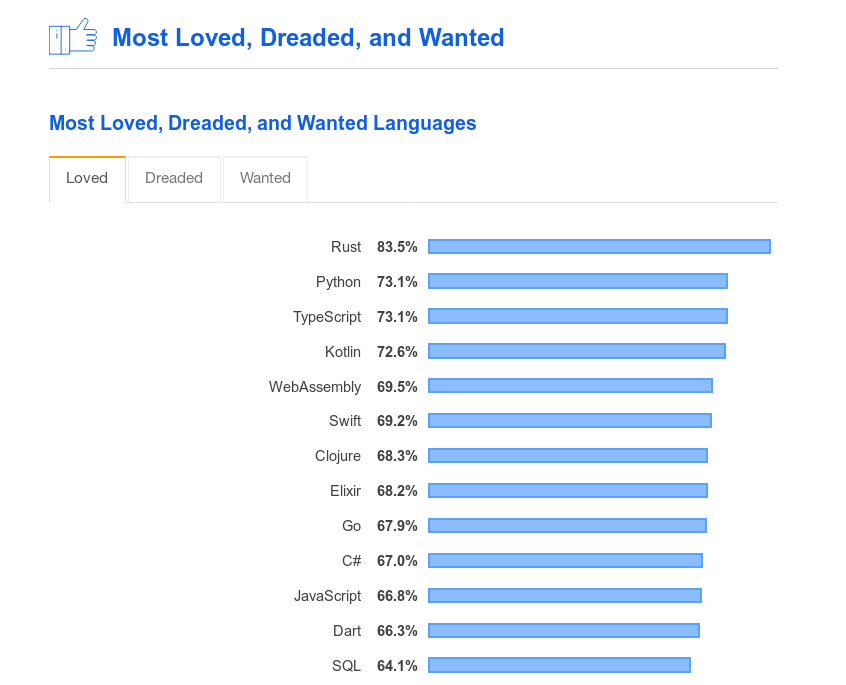 Most Loved, Dreaded, and Wanted
Most Loved, Dreaded, and Wanted Languages
Loved Dreaded Wanted
Rust 83.5%
Python 73.1%
TypeScript 73.1%
Kotlin 72.6%
WebAssembly 69.5%
Swift 69.2%
Clojure 68.3%
Elixir 68.2%
Go 67.9%
C# 67.0%
JavaScript 66.8%
Dart 66.3%
SQL 64.1%